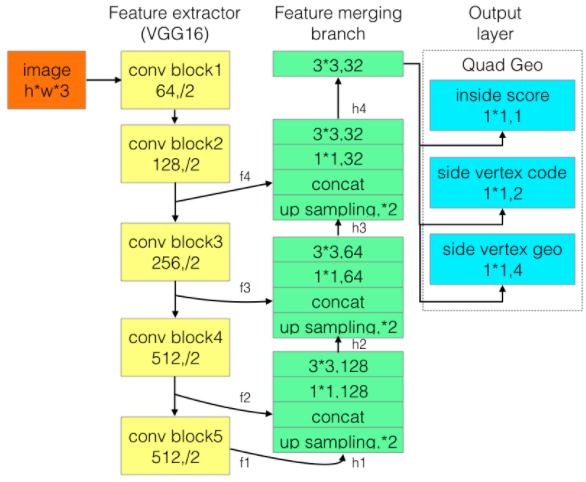 Feature extractor
(VGG16)
Feature merging
branch
Output
layer
image
h*w*3
conv block1
64,/2
conv block2
128,/2
conv block3
256,/2
conv block4
512,/2
conv block5
512,/2
f4
f3
f2
f1
3*3,32
h4
3*3,32
1*1,32
concat
up sampling,*2
h3
3*3,64
1*1,64
concat
up sampling,*2
h2
3*3,128
1*1,128
concat
up sampling,*2
h1
Quad Geo
inside score
1*1,1
side vertex code
1*1,2
side vertex geo
1*1,4